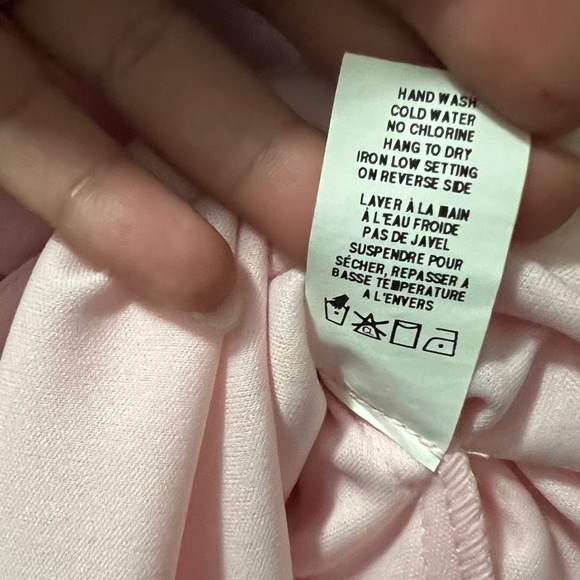 HAND WASH
COLD WATER
NO CHLORINE
HANG TO DRY
IRON LOW SETTING
ON REVERSE SIDE
LAVER À LA MAIN
À L'EAU FROIDE
PAS DE JAVEL
SUSPENDRE POUR
SÉCHER, REPASSER À
BASSE TEMPERATURE
A L'ENVERS
CL